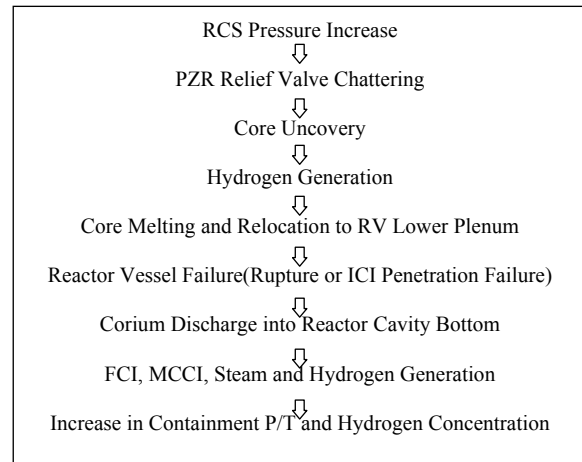 RCS Pressure Increase
PZR Relief Valve Chattering
Core Uncovery
Hydrogen Generation
Core Melting and Relocation to RV Lower Plenum
Reactor Vessel Failure(Rupture or ICI Penetration Failure)
Corium Discharge into Reactor Cavity Bottom
FCI, MCCI, Steam and Hydrogen Generation
Increase in Containment P/T and Hydrogen Concentration